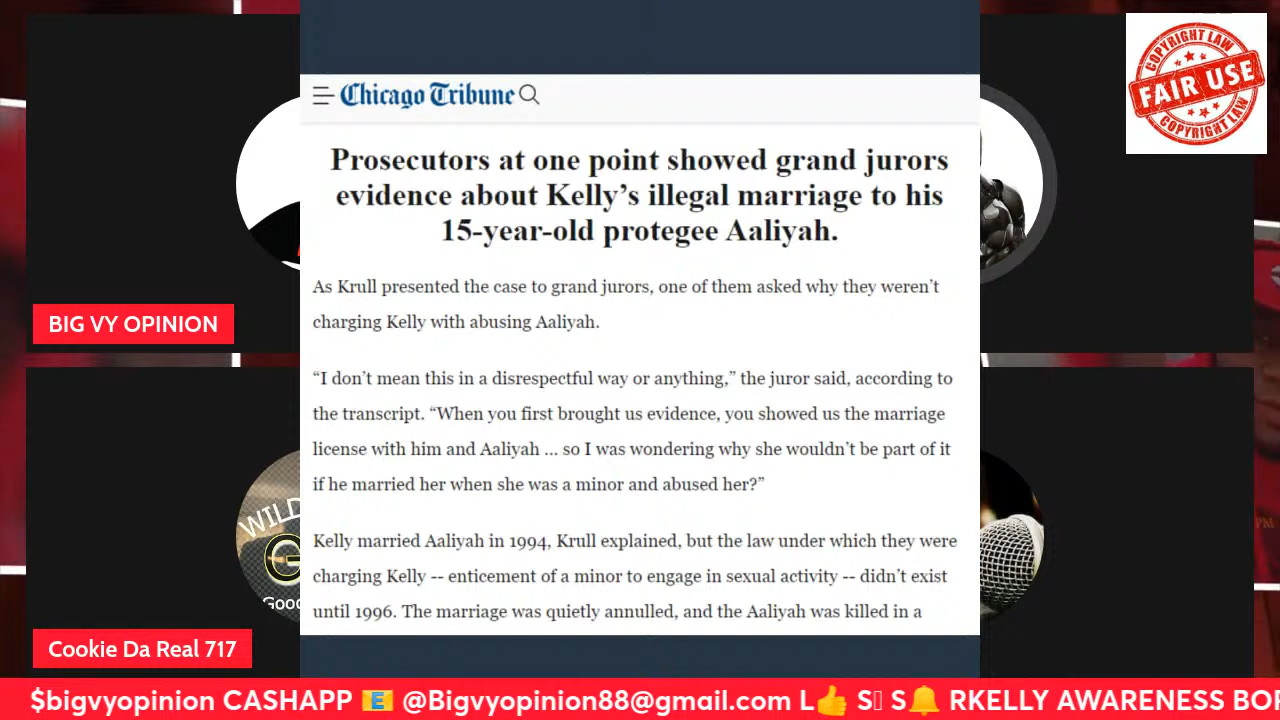 COPYRIGHT LAW
FAIR USE
COPYRIGHT LAW
Chicago Tribune
Prosecutors at one point showed grand jurors
evidence about Kelly’s illegal marriage to his
15-year-old protegee Aaliyah.
As Krull presented the case to grand jurors, one of them asked why they weren’t
charging Kelly with abusing Aaliyah.
“I don’t mean this in a disrespectful way or anything,” the juror said, according to
the transcript. “When you first brought us evidence, you showed us the marriage
license with him and Aaliyah ... so I was wondering why she wouldn’t be part of it
if he married her when she was a minor and abused her?”
Kelly married Aaliyah in 1994, Krull explained, but the law under which they were
charging Kelly -- enticement of a minor to engage in sexual activity -- didn’t exist
until 1996. The marriage was quietly annulled, and the Aaliyah was killed in a
BIG VY OPINION
WILD
G
Good
Cookie Da Real 717
$bigvyopinion CASHAPP 📧 @Bigvyopinion88@gmail.com L👍 S S🔔 RKELLY AWARENESS